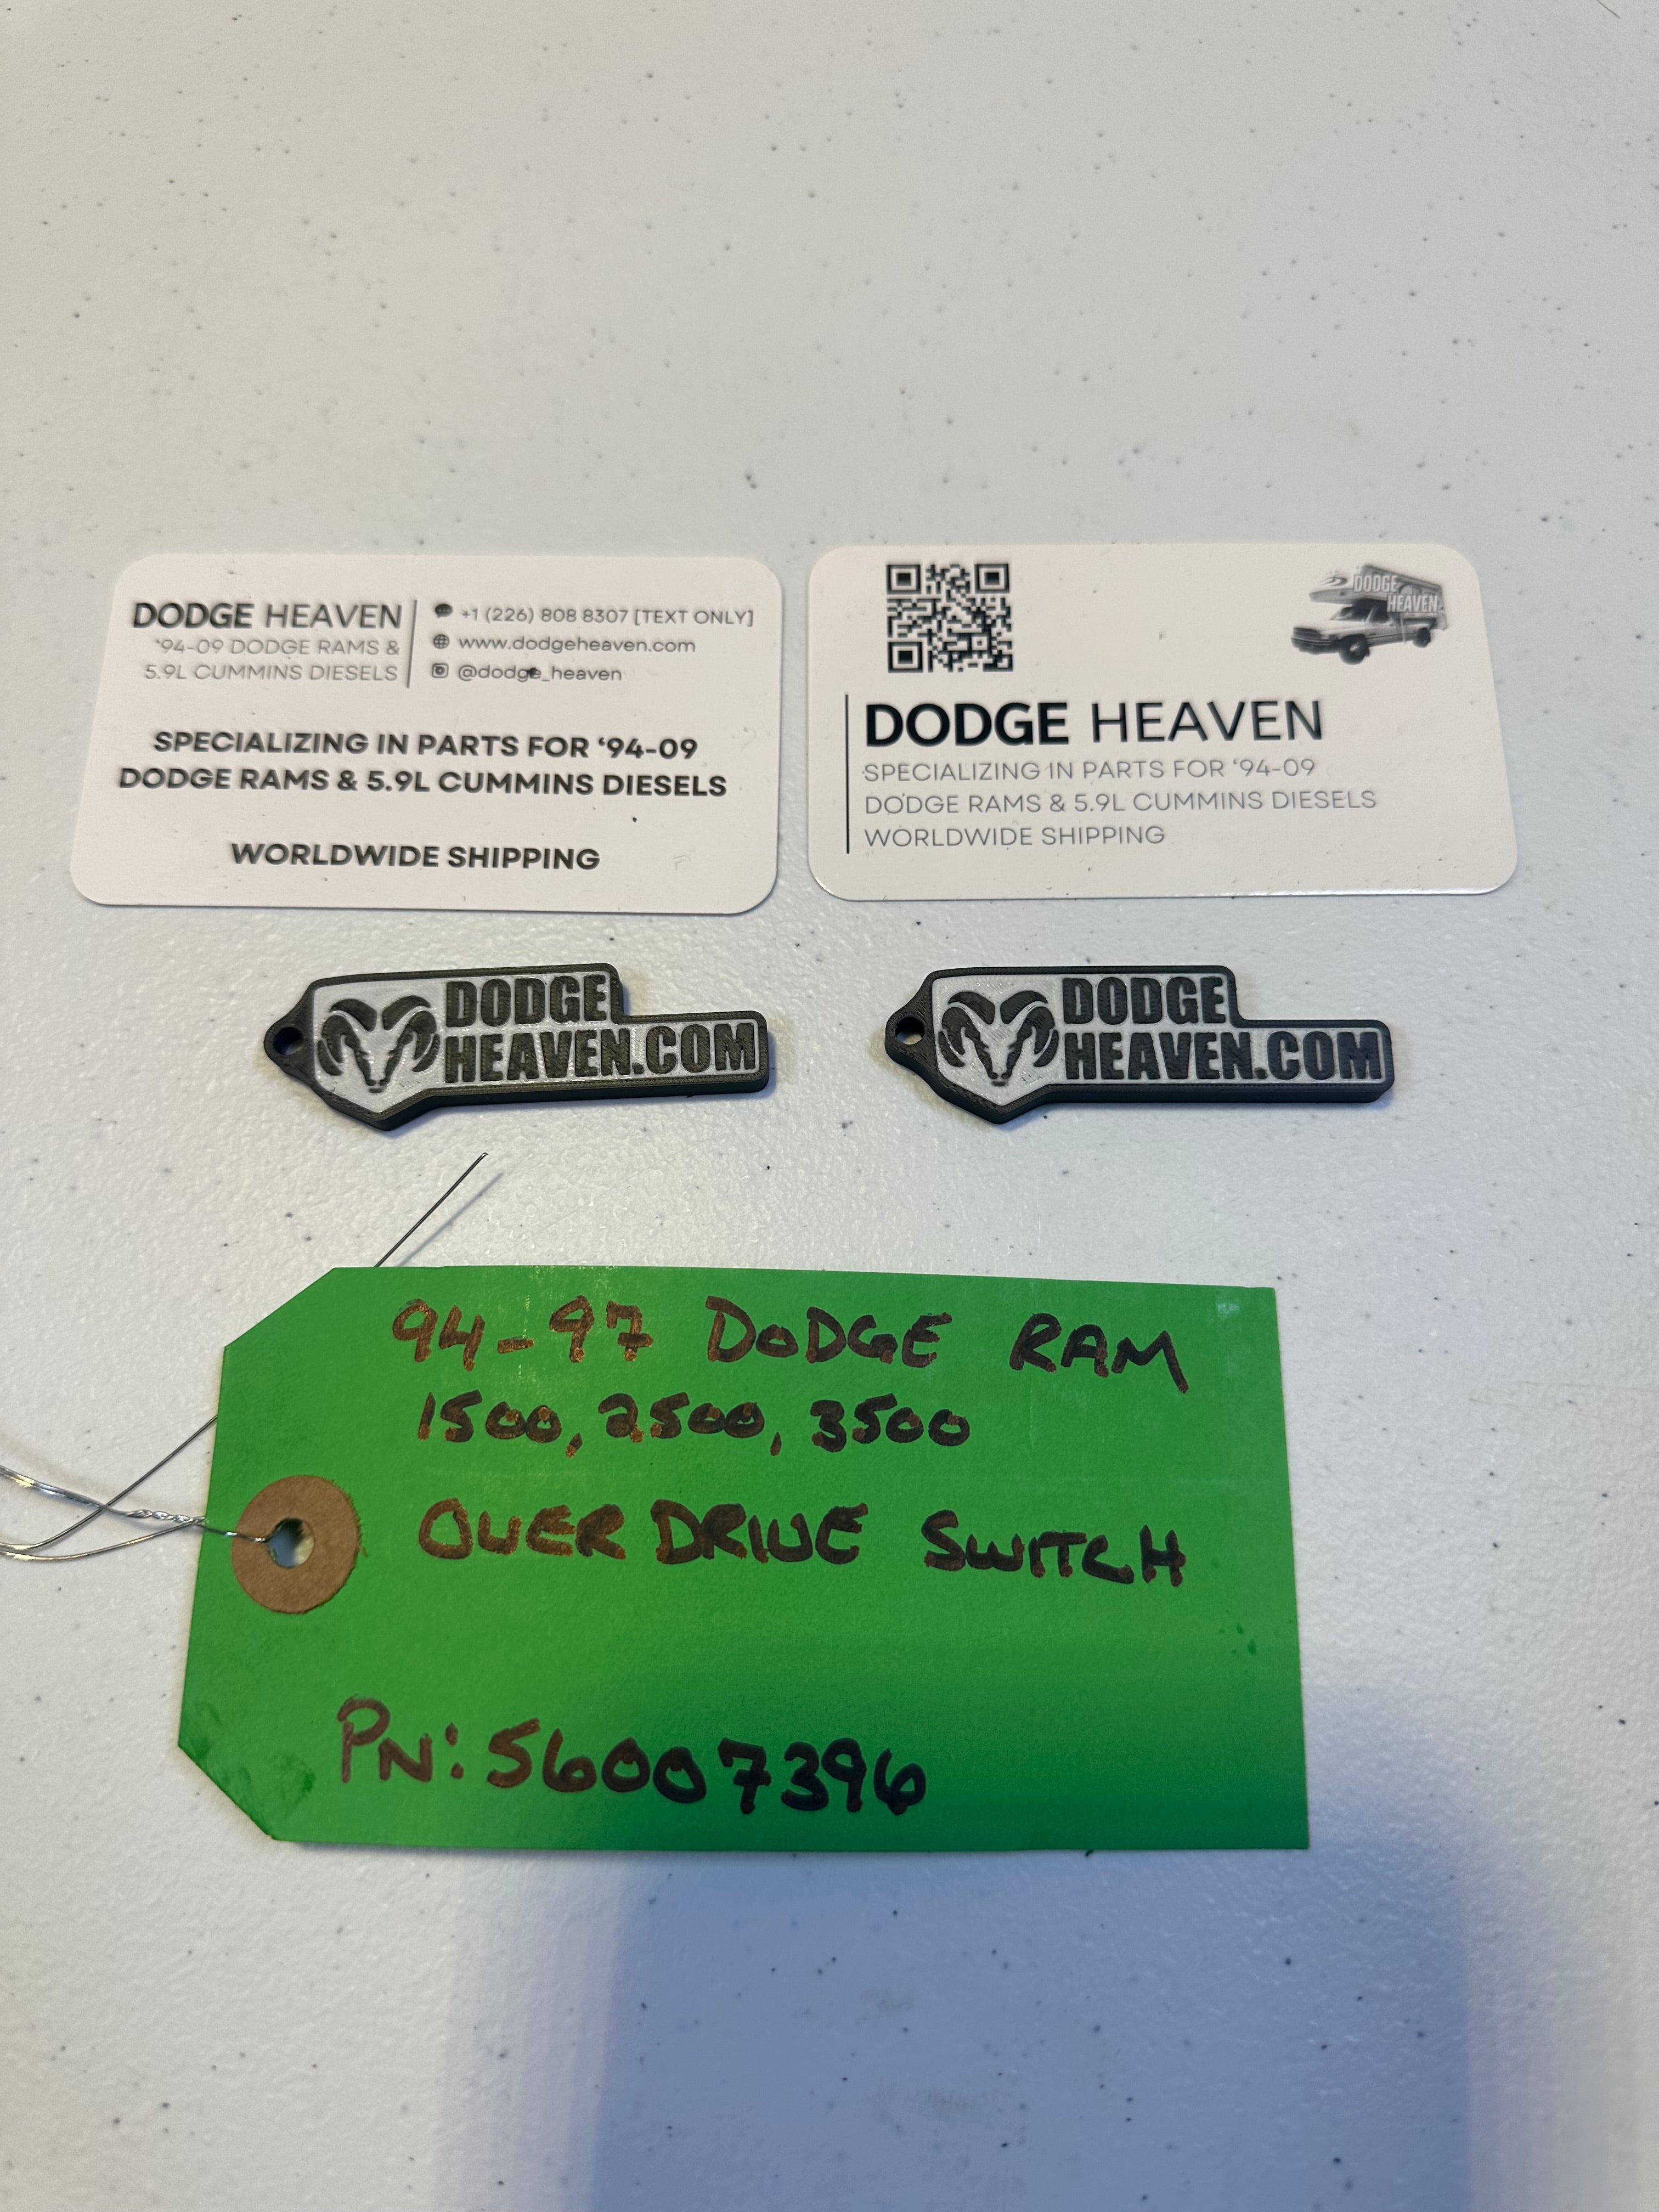 DODGE HEAVEN
'94-09 DODGE RAMS &
5.9L CUMMINS DIESELS
+1 (226) 808 8307 [TEXT ONLY]
www.dodgeheaven.com
@dodge_heaven
SPECIALIZING IN PARTS FOR '94-09
DODGE RAMS & 5.9L CUMMINS DIESELS
WORLDWIDE SHIPPING
DODGE
HEAVEN
DODGE HEAVEN
SPECIALIZING IN PARTS FOR '94-09
DODGE RAMS & 5.9L CUMMINS DIESELS
WORLDWIDE SHIPPING
DODGE
HEAVEN.COM
DODGE
HEAVEN.COM
94-97 DODGE RAM
1500, 2500, 3500
OVERDRIVE SWITCH
PN: 56007396